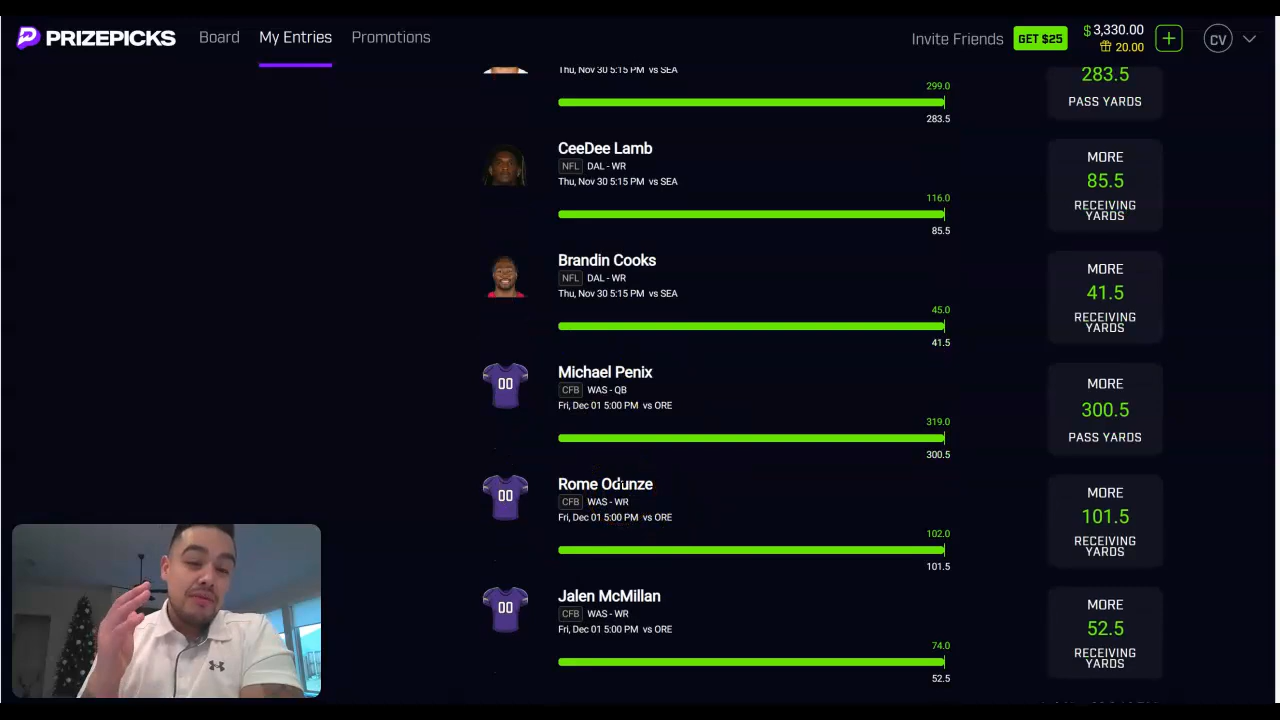 PRIZEPICKS
Board
My Entries
Promotions
Invite Friends
GET $25
$ 3,330.00
20.00
+
CV
Thu, Nov 30 5:15 PM vs SEA
299.0
283.5
283.5
PASS YARDS
CeeDee Lamb
NFL DAL - WR
Thu, Nov 30 5:15 PM vs SEA
116.0
85.5
MORE
85.5
RECEIVING
YARDS
Brandin Cooks
NFL DAL - WR
Thu, Nov 30 5:15 PM vs SEA
45.0
41.5
MORE
41.5
RECEIVING
YARDS
00
Michael Penix
CFB WAS - QB
Fri, Dec 01 5:00 PM vs ORE
319.0
300.5
MORE
300.5
PASS YARDS
00
Rome Odunze
CFB WAS - WR
Fri, Dec 01 5:00 PM vs ORE
102.0
101.5
MORE
101.5
RECEIVING
YARDS
00
Jalen McMillan
CFB WAS - WR
Fri, Dec 01 5:00 PM vs ORE
74.0
52.5
MORE
52.5
RECEIVING
YARDS